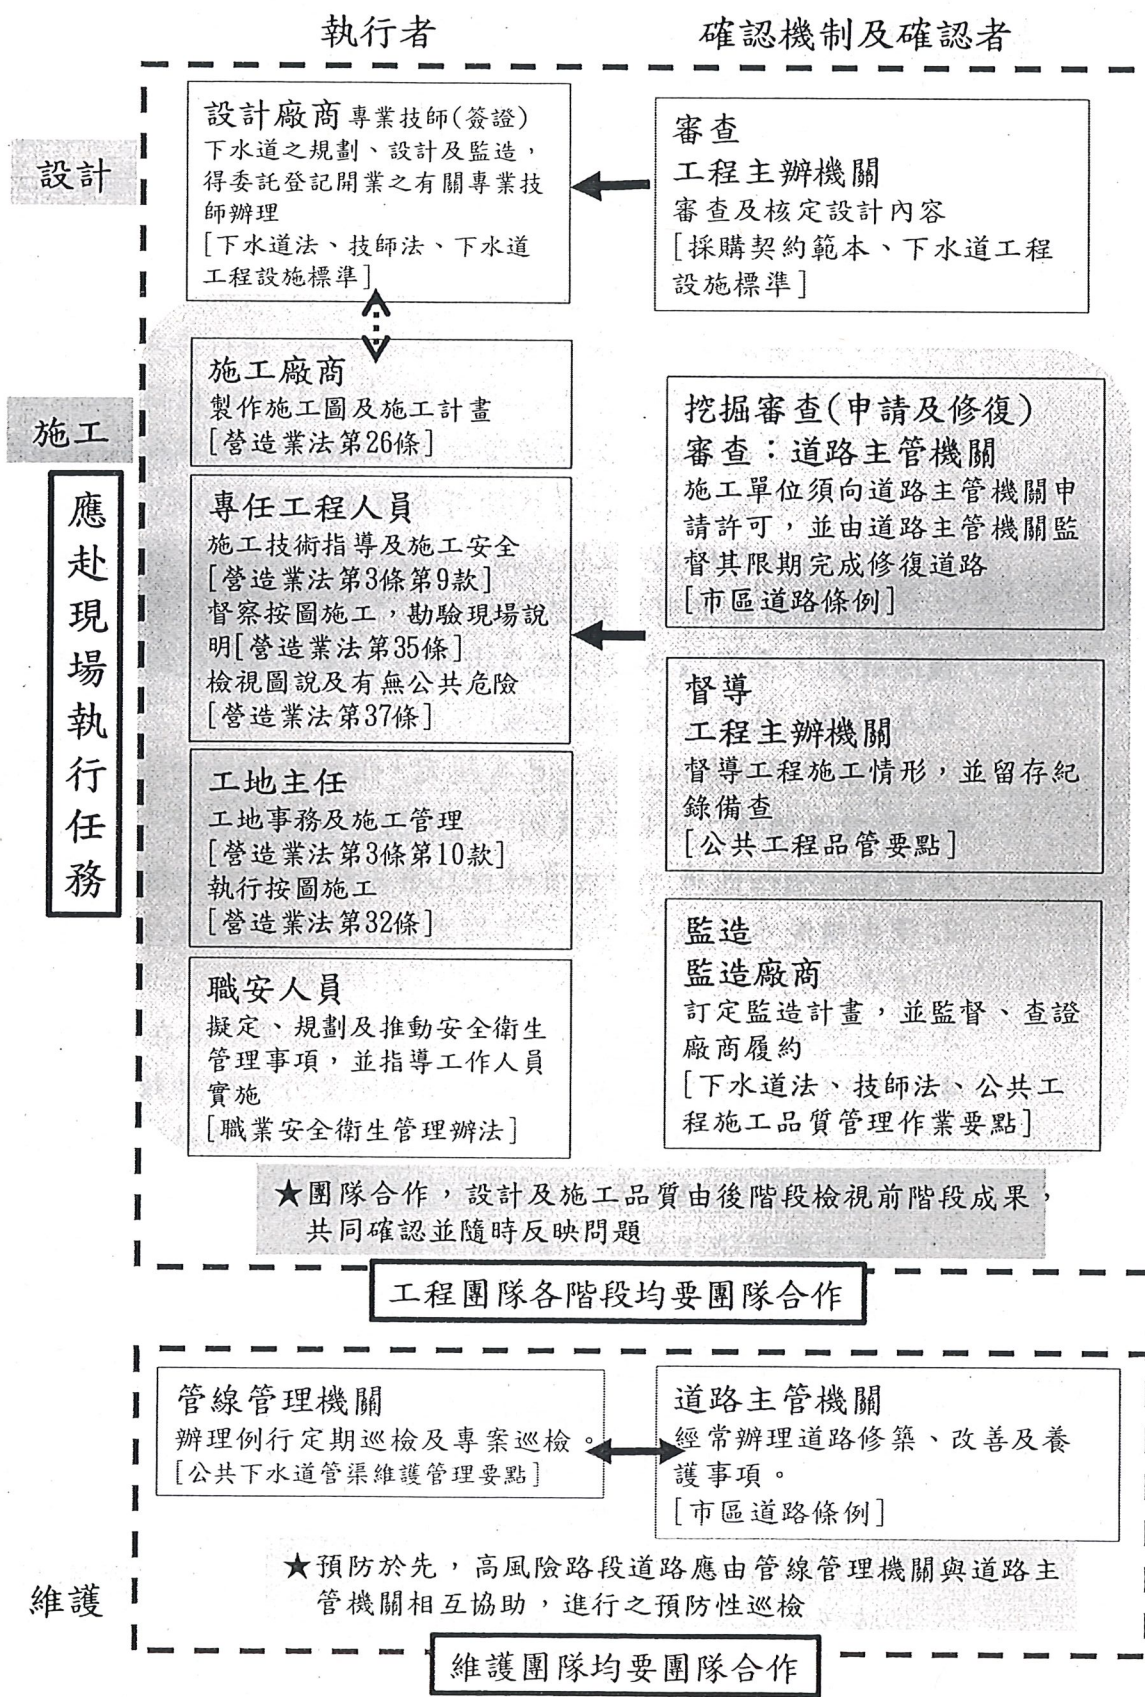 執行者
確認機制及確認者
設計
設計廠商 專業技師(簽證)
下水道之規劃、設計及監造，
得委託登記開業之有關專業技
師辦理
[下水道法、技師法、下水道
工程設施標準]
審查
工程主辦機關
審查及核定設計內容
[採購契約範本、下水道工程
設施標準]
施工
應赴現場執行任務
施工廠商
製作施工圖及施工計畫
[營造業法第26條]
專任工程人員
施工技術指導及施工安全
[營造業法第3條第9款]
督察按圖施工，勘驗現場說
明[營造業法第35條]
檢視圖說及有無公共危險
[營造業法第37條]
工地主任
工地事務及施工管理
[營造業法第3條第10款]
執行按圖施工
[營造業法第32條]
職安人員
擬定、規劃及推動安全衛生
管理事項，並指導工作人員
實施
[職業安全衛生管理辦法]
挖掘審查(申請及修復)
審查：道路主管機關
施工單位須向道路主管機關申
請許可，並由道路主管機關監
督其限期完成修復道路
[市區道路條例]
督導
工程主辦機關
督導工程施工情形，並留存紀
錄備查
[公共工程品管要點]
監造
監造廠商
訂定監造計畫，並監督、查證
廠商履約
[下水道法、技師法、公共工
程施工品質管理作業要點]
★團隊合作，設計及施工品質由後階段檢視前階段成果，
共同確認並隨時反映問題
工程團隊各階段均要團隊合作
管線管理機關
辦理例行定期巡檢及專案巡檢。
[公共下水道管渠維護管理要點]
道路主管機關
經常辦理道路修築、改善及養
護事項。
[市區道路條例]
維護
★預防於先，高風險路段道路應由管線管理機關與道路主
管機關相互協助，進行之預防性巡檢
維護團隊均要團隊合作